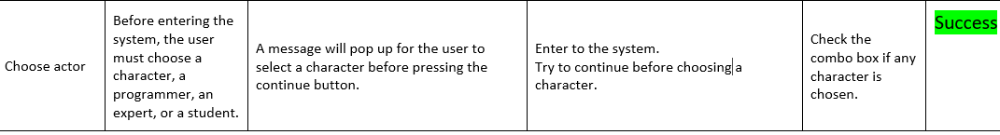 Choose actor
Before entering the
system, the user
must choose a
character, a
programmer, an
expert, or a student.
A message will pop up for the user to
select a character before pressing the
continue button.
Enter to the system.
Try to continue before choosing a
character.
Check the
combo box if any
character is
chosen.
Success